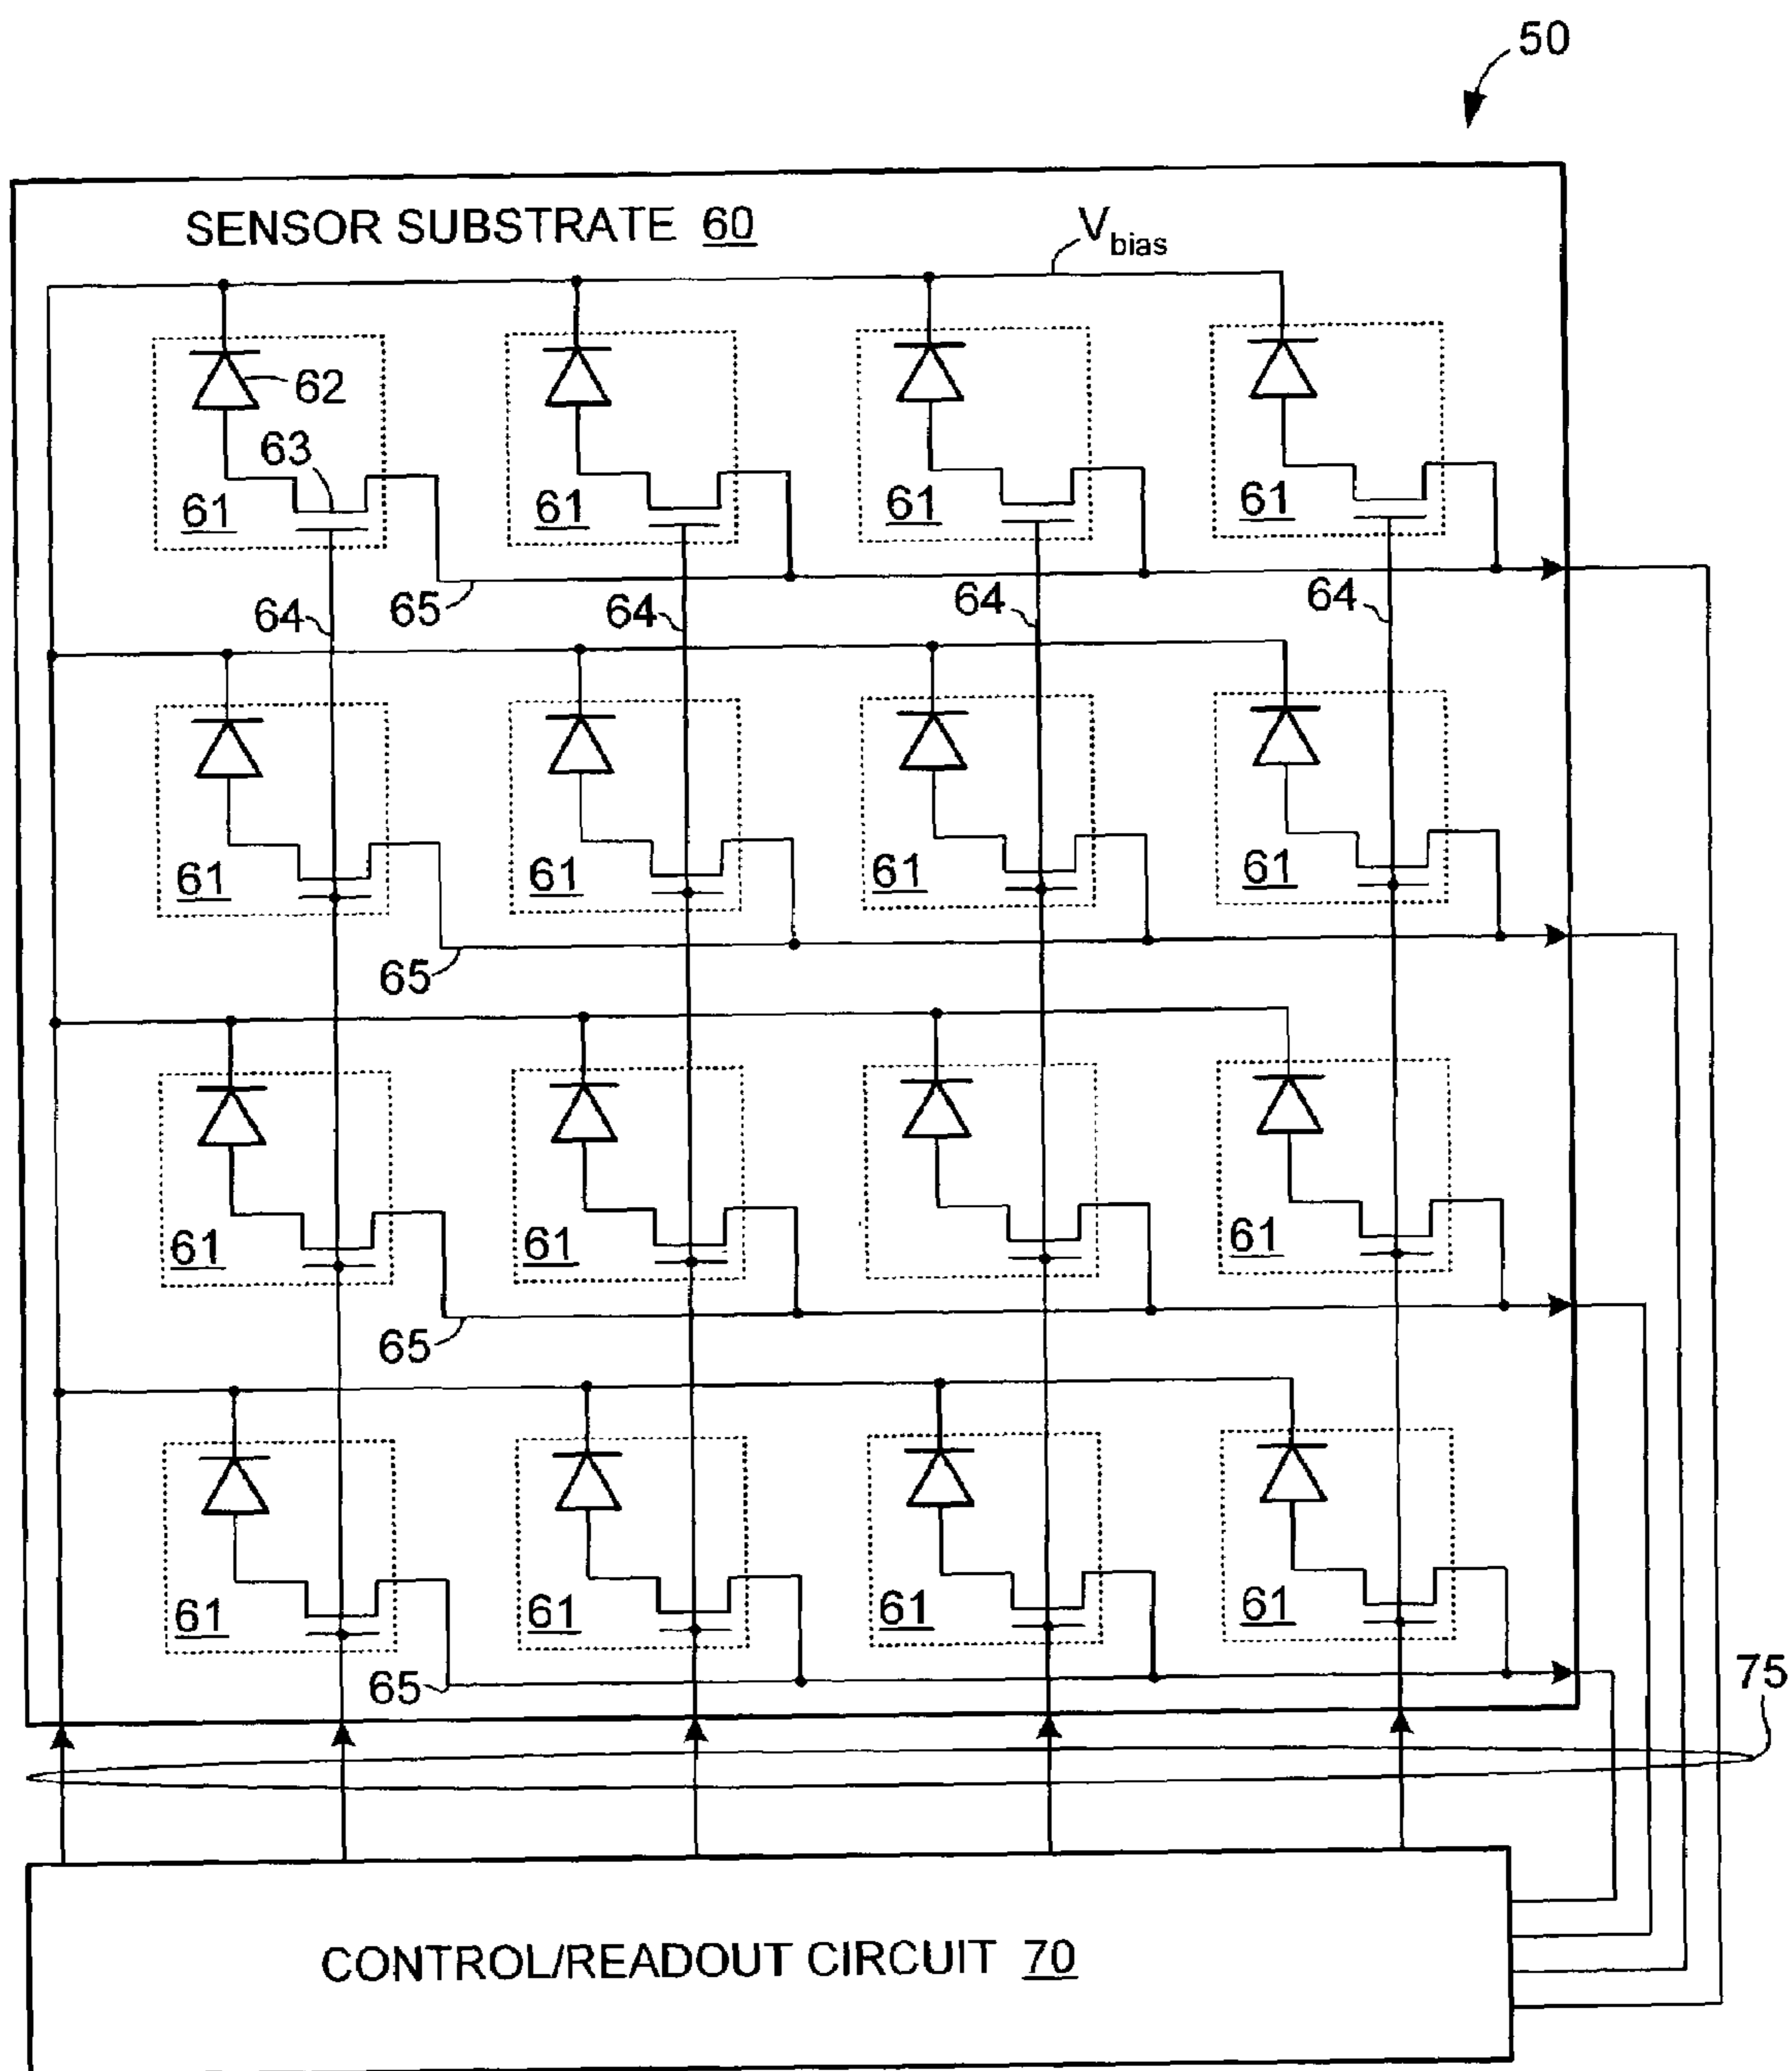 50
SENSOR SUBSTRATE 60
Vbias
62
63
61 61 61 61
64 65 64 64 64
61 61 61 61
65
61 61 61
65
61 61 61 61
65
75
CONTROL/READOUT CIRCUIT 70